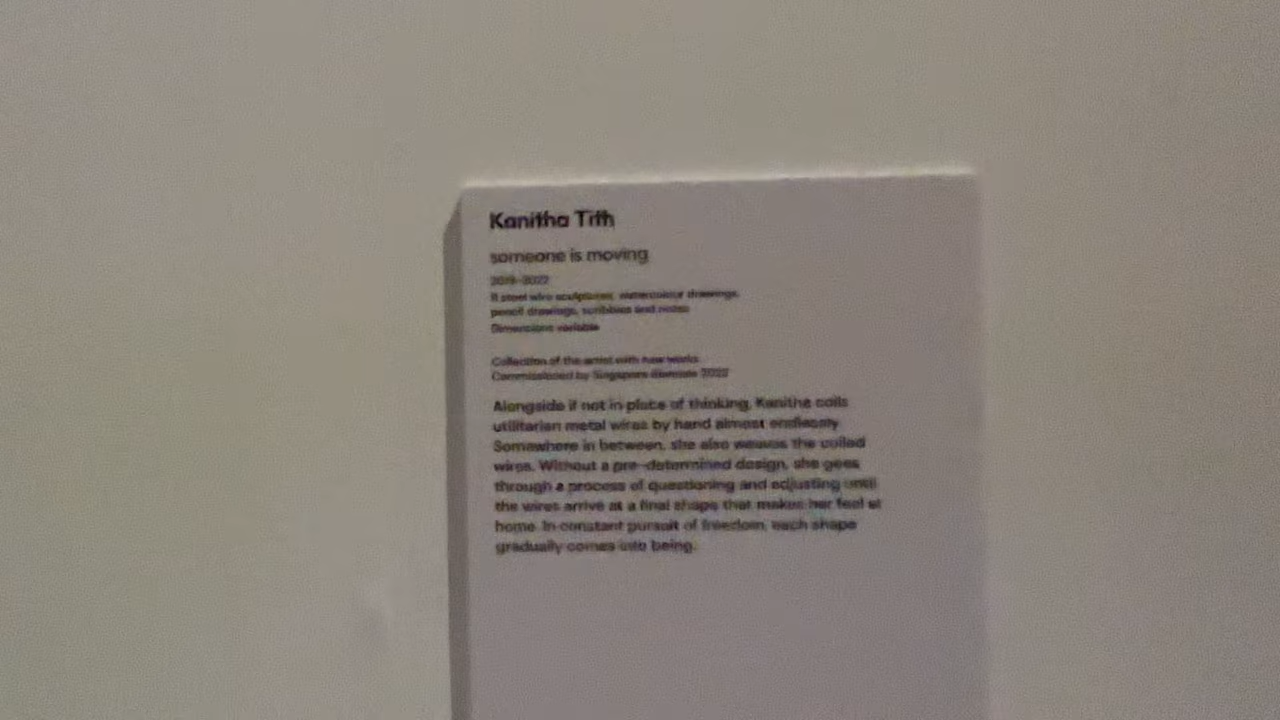 Kanitha Tith
someone is moving
2019–2022
11 steel wire sculptures, watercolour drawings,
pencil drawings, scribbles and notes
Dimensions variable
Collection of the artist with new works
Commissioned by Singapore Biennale 2022
Alongside if not in place of thinking, Kanitha coils
utilitarian metal wires by hand almost endlessly.
Somewhere in between, she also weaves the coiled
wires. Without a pre-determined design, she goes
through a process of questioning and adjusting until
the wires arrive at a final shape that makes her feel at
home. In constant pursuit of freedom, each shape
gradually comes into being.